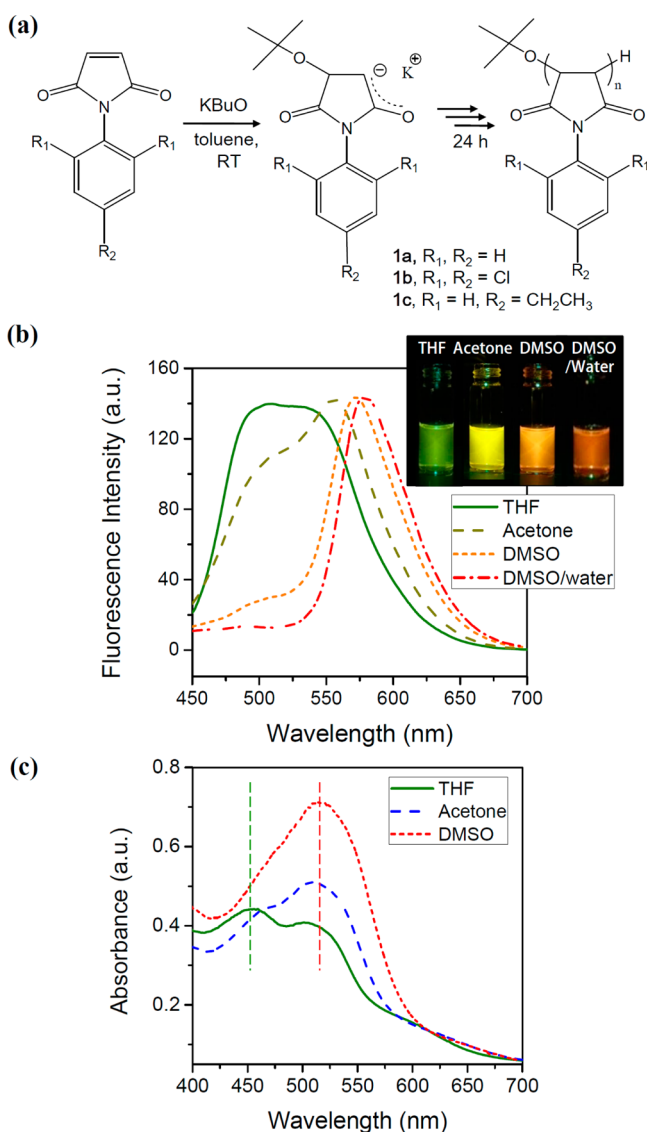 (a)
O
O
N
R1
R1
R2
KBuO
toluene,
RT
O
⊖
K⊕
O
O
N
R1
R1
R2
24 h
O
H
n
O
O
N
R1
R1
R2
1a, R1, R2 = H
1b, R1, R2 = Cl
1c, R1 = H, R2 = CH2CH3
(b)
Fluorescence Intensity (a.u.)
160
120
80
40
0
THF Acetone DMSO DMSO
/Water
THF
Acetone
DMSO
DMSO/water
450 500 550 600 650 700
Wavelength (nm)
(c)
Absorbance (a.u.)
0.8
0.6
0.4
0.2
THF
Acetone
DMSO
400 450 500 550 600 650 700
Wavelength (nm)